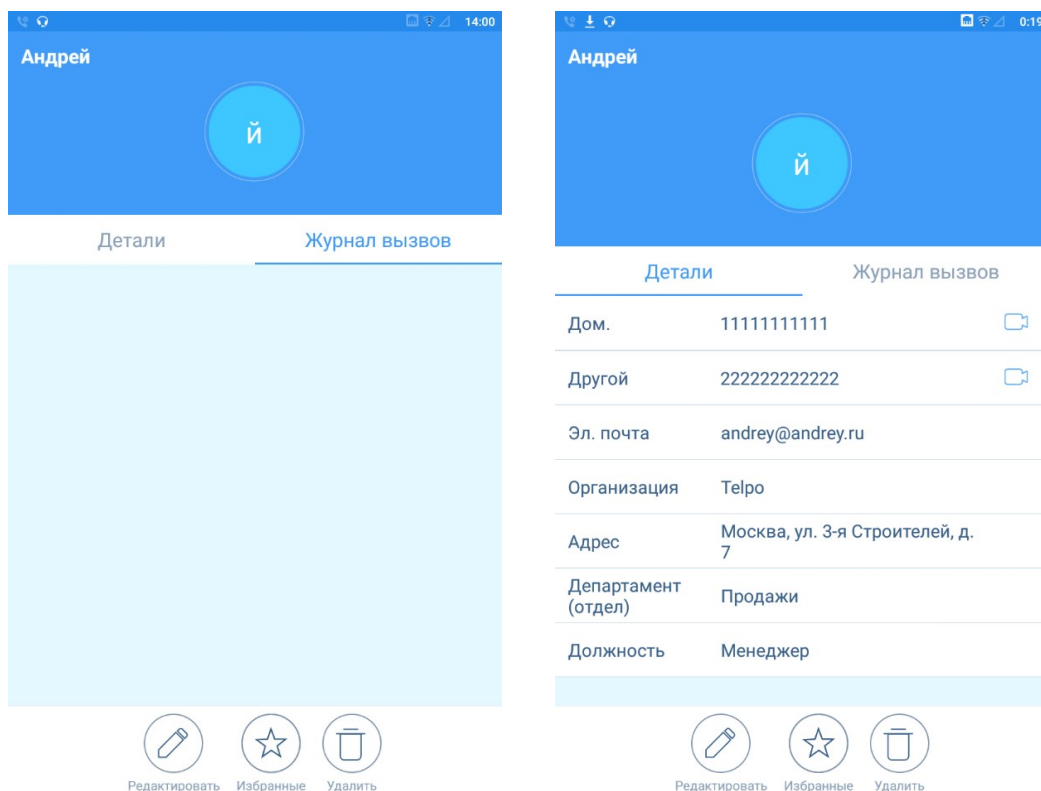 14:00
Андрей
й
Детали
Журнал вызвов
Редактировать
Избранные
Удалить
0:19
Андрей
й
Детали
Журнал вызвов
Дом.
11111111111
Другой
222222222222
Эл. почта
andrey@andrey.ru
Организация
Telpo
Адрес
Москва, ул. 3-я Строителей, д.
7
Департамент
(отдел)
Продажи
Должность
Менеджер
Редактировать
Избранные
Удалить